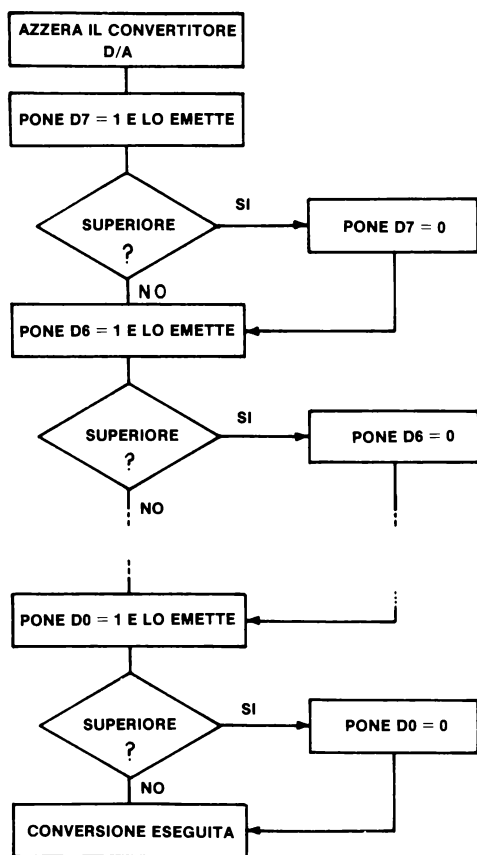 AZZERA IL CONVERTITORE
D/A
PONE D7 = 1 E LO EMETTE
SUPERIORE
?
SI
PONE D7 = 0
NO
PONE D6 = 1 E LO EMETTE
SUPERIORE
?
SI
PONE D6 = 0
NO
PONE D0 = 1 E LO EMETTE
SUPERIORE
?
SI
PONE D0 = 0
NO
CONVERSIONE ESEGUITA